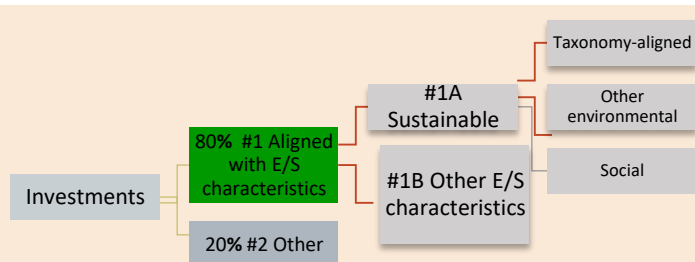 Investments
80% #1 Aligned
with E/S
characteristics
20% #2 Other
#1A
Sustainable
#1B Other E/S
characteristics
Taxonomy-aligned
Other
environmental
Social